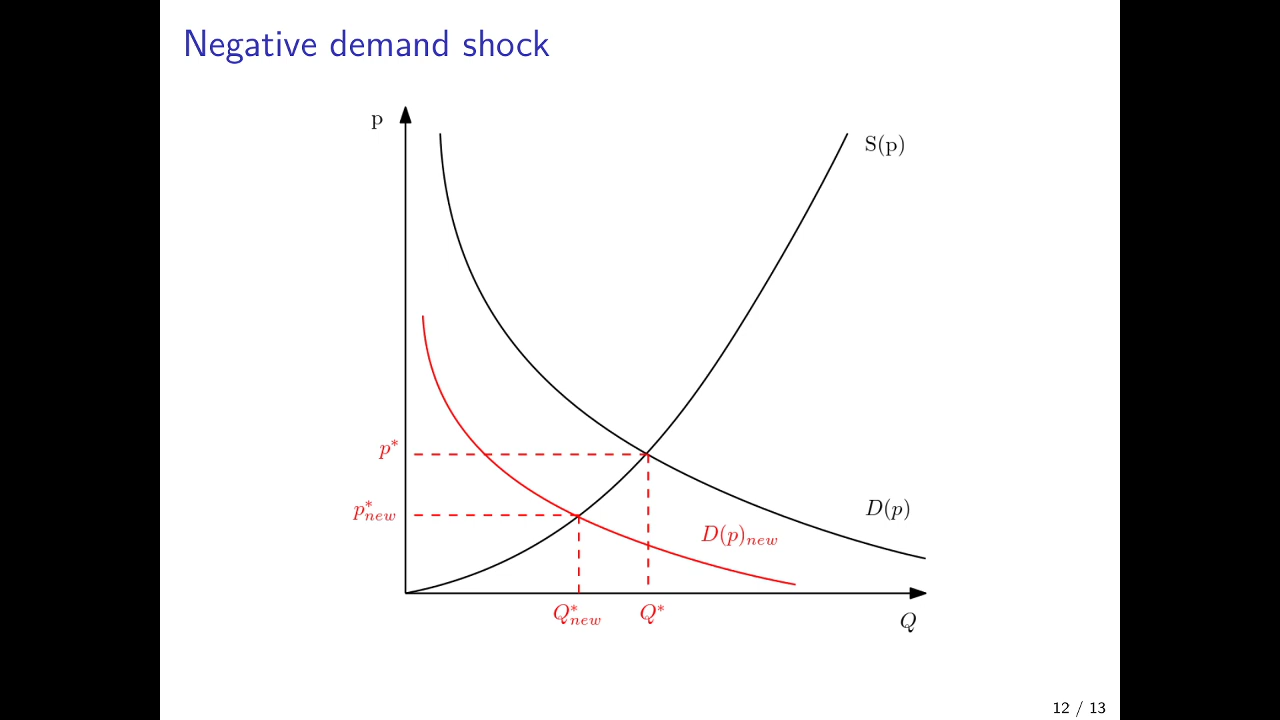 Negative demand shock
p
S(p)
p*
D(p)
p*new
D(p)new
Q*new
Q*
Q
12 / 13